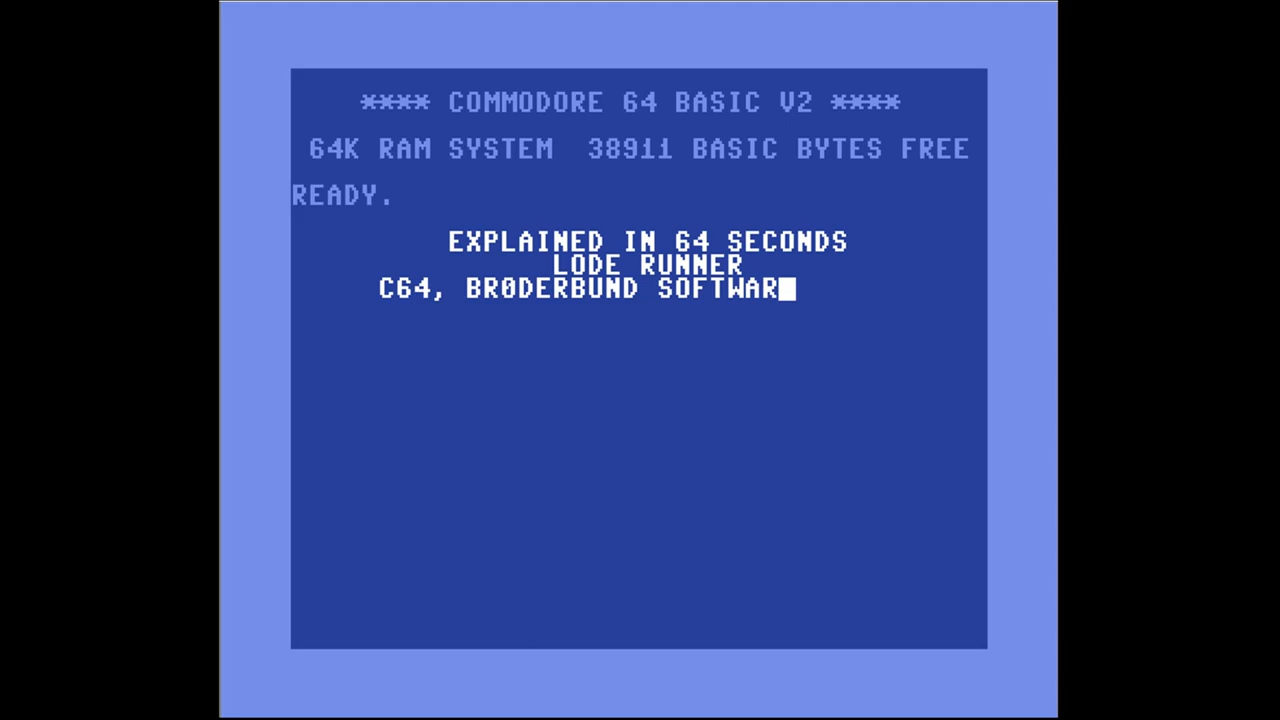 **** COMMODORE 64 BASIC V2 ****
64K RAM SYSTEM  38911 BASIC BYTES FREE
READY.
EXPLAINED IN 64 SECONDS
LODE RUNNER
C64, BRØDERBUND SOFTWAR